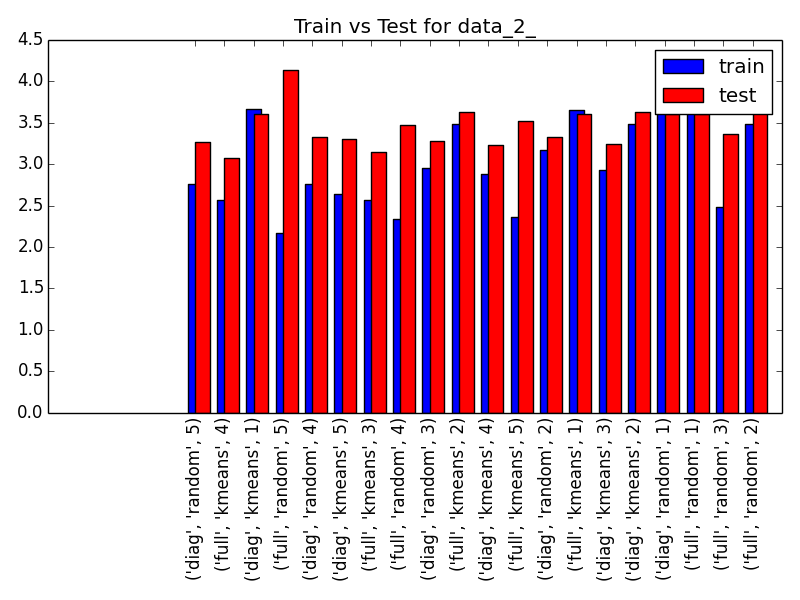 Train vs Test for data_2_
4.5
4.0
3.5
3.0
2.5
2.0
1.5
1.0
0.5
0.0
train
test
('diag', 'random', 5)
('full', 'kmeans', 4)
('diag', 'kmeans', 1)
('full', 'random', 5)
('diag', 'random', 4)
('diag', 'kmeans', 5)
('full', 'kmeans', 3)
('full', 'random', 4)
('diag', 'random', 3)
('full', 'kmeans', 2)
('diag', 'kmeans', 4)
('full', 'kmeans', 5)
('diag', 'random', 2)
('full', 'kmeans', 1)
('diag', 'kmeans', 3)
('diag', 'kmeans', 2)
('diag', 'random', 1)
('full', 'random', 1)
('full', 'random', 3)
('full', 'random', 2)